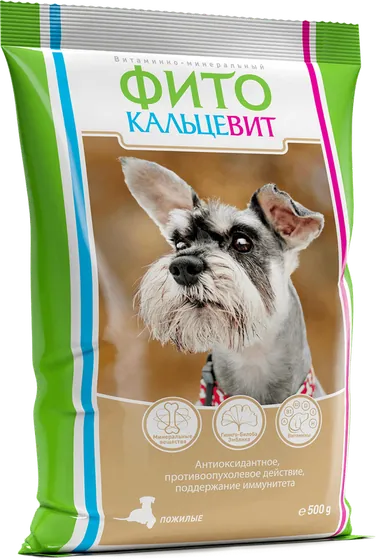 Витаминно-минеральный
ФИТО
КАЛЬЦЕВИТ
Минеральные
вещества
Гинкго-Билоба
Витамины
Антиоксидантное,
противоопухолевое действие,
поддержание иммунитета
ПОЖИЛЫЕ
℮ 500 g